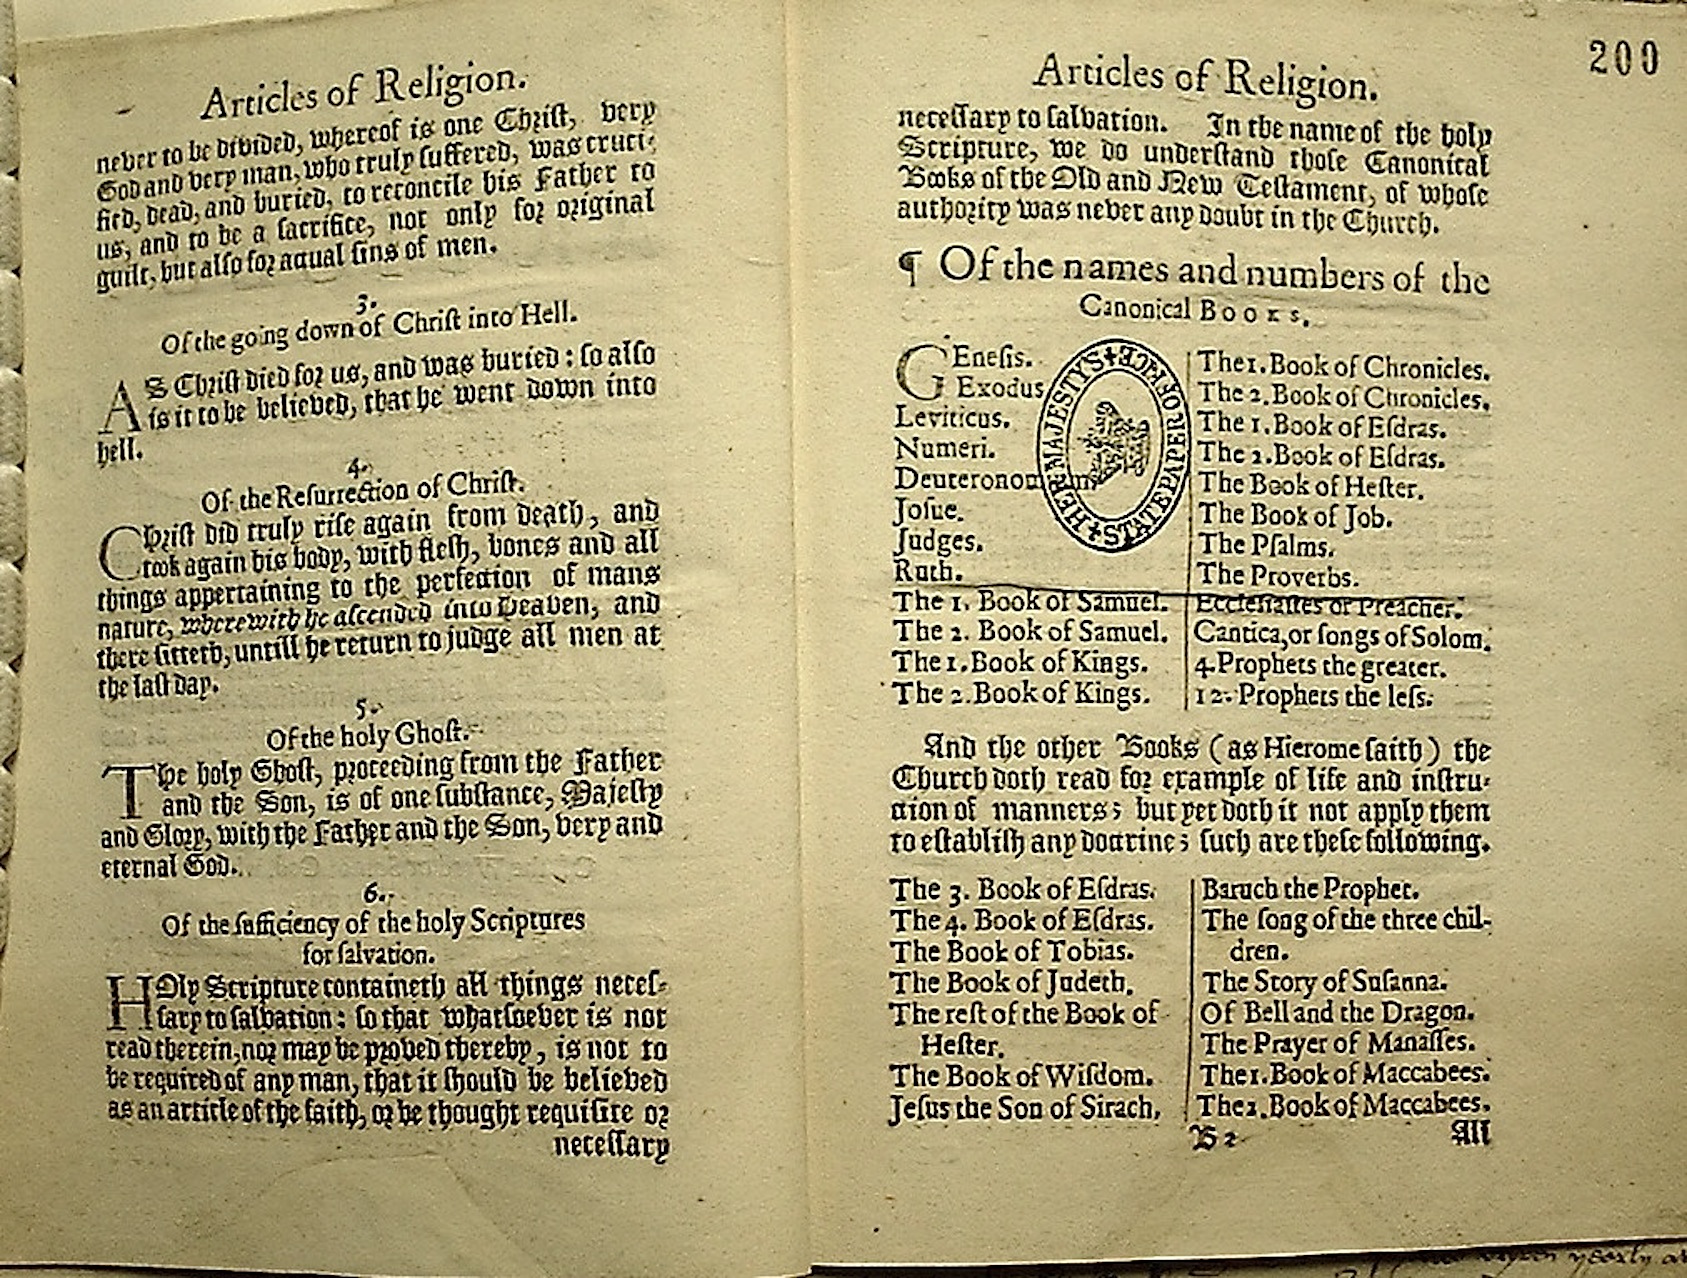 Articles of Religion.
never to be divided, whereof is one Christ, very
God and very man, who truly suffered, was cruci-
fied, dead, and buried, to reconcile his Father to
us, and to be a sacrifice, not only for original
guilt, but also for actual sins of men.
3.
Of the going down of Christ into Hell.
AS Christ died for us, and was buried: so also
is it to be believed, that he went down into
hell.
4.
Of the Resurrection of Christ.
CHrist did truly rise again from death, and
took again his body, with flesh, bones and all
things appertaining to the perfection of mans
nature, wherewith he ascended into Heaven, and
there sitteth, untill he return to judge all men at
the last day.
5.
Of the holy Ghost.
THe holy Ghost, proceeding from the Father
and the Son, is of one substance, Majesty
and Glory, with the Father and the Son, very and
eternal God.
6.
Of the sufficiency of the holy Scriptures
for salvation.
HOly Scripture containeth all things neces-
sary to salvation: so that whatsoever is not
read therein, nor may be proved thereby, is not to
be required of any man, that it should be believed
as an article of the faith, or be thought requisite or
necessary
200
Articles of Religion.
necessary to salvation. In the name of the holy
Scripture, we do understand those Canonical
Books of the Old and New Testament, of whose
authority was never any doubt in the Church.
¶ Of the names and numbers of the
Canonical Books.
GEnesis.
Exodus
Leviticus.
Numeri.
Deuteronom
Josue.
Judges.
Ruth.
The 1. Book of Samuel.
The 2. Book of Samuel.
The 1. Book of Kings.
The 2. Book of Kings.
HER MAJESTY'S STATE PAPER OFFICE
The 1. Book of Chronicles.
The 2. Book of Chronicles.
The 1. Book of Esdras.
The 2. Book of Esdras.
The Book of Hester.
The Book of Job.
The Psalms.
The Proverbs.
Ecclesiastes or Preacher.
Cantica, or songs of Solom.
4. Prophets the greater.
12. Prophets the less.
And the other Books (as Hierome saith) the
Church doth read for example of life and instru-
ction of manners; but yet doth it not apply them
to establish any doctrine; such are these following.
The 3. Book of Esdras.
The 4. Book of Esdras.
The Book of Tobias.
The Book of Judeth.
The rest of the Book of
Hester.
The Book of Wisdom.
Jesus the Son of Sirach.
Baruch the Prophet.
The song of the three chil-
dren.
The Story of Susanna.
Of Bell and the Dragon.
The Prayer of Manasses.
The 1. Book of Maccabees.
The 2. Book of Maccabees.
B 2
All
yearly